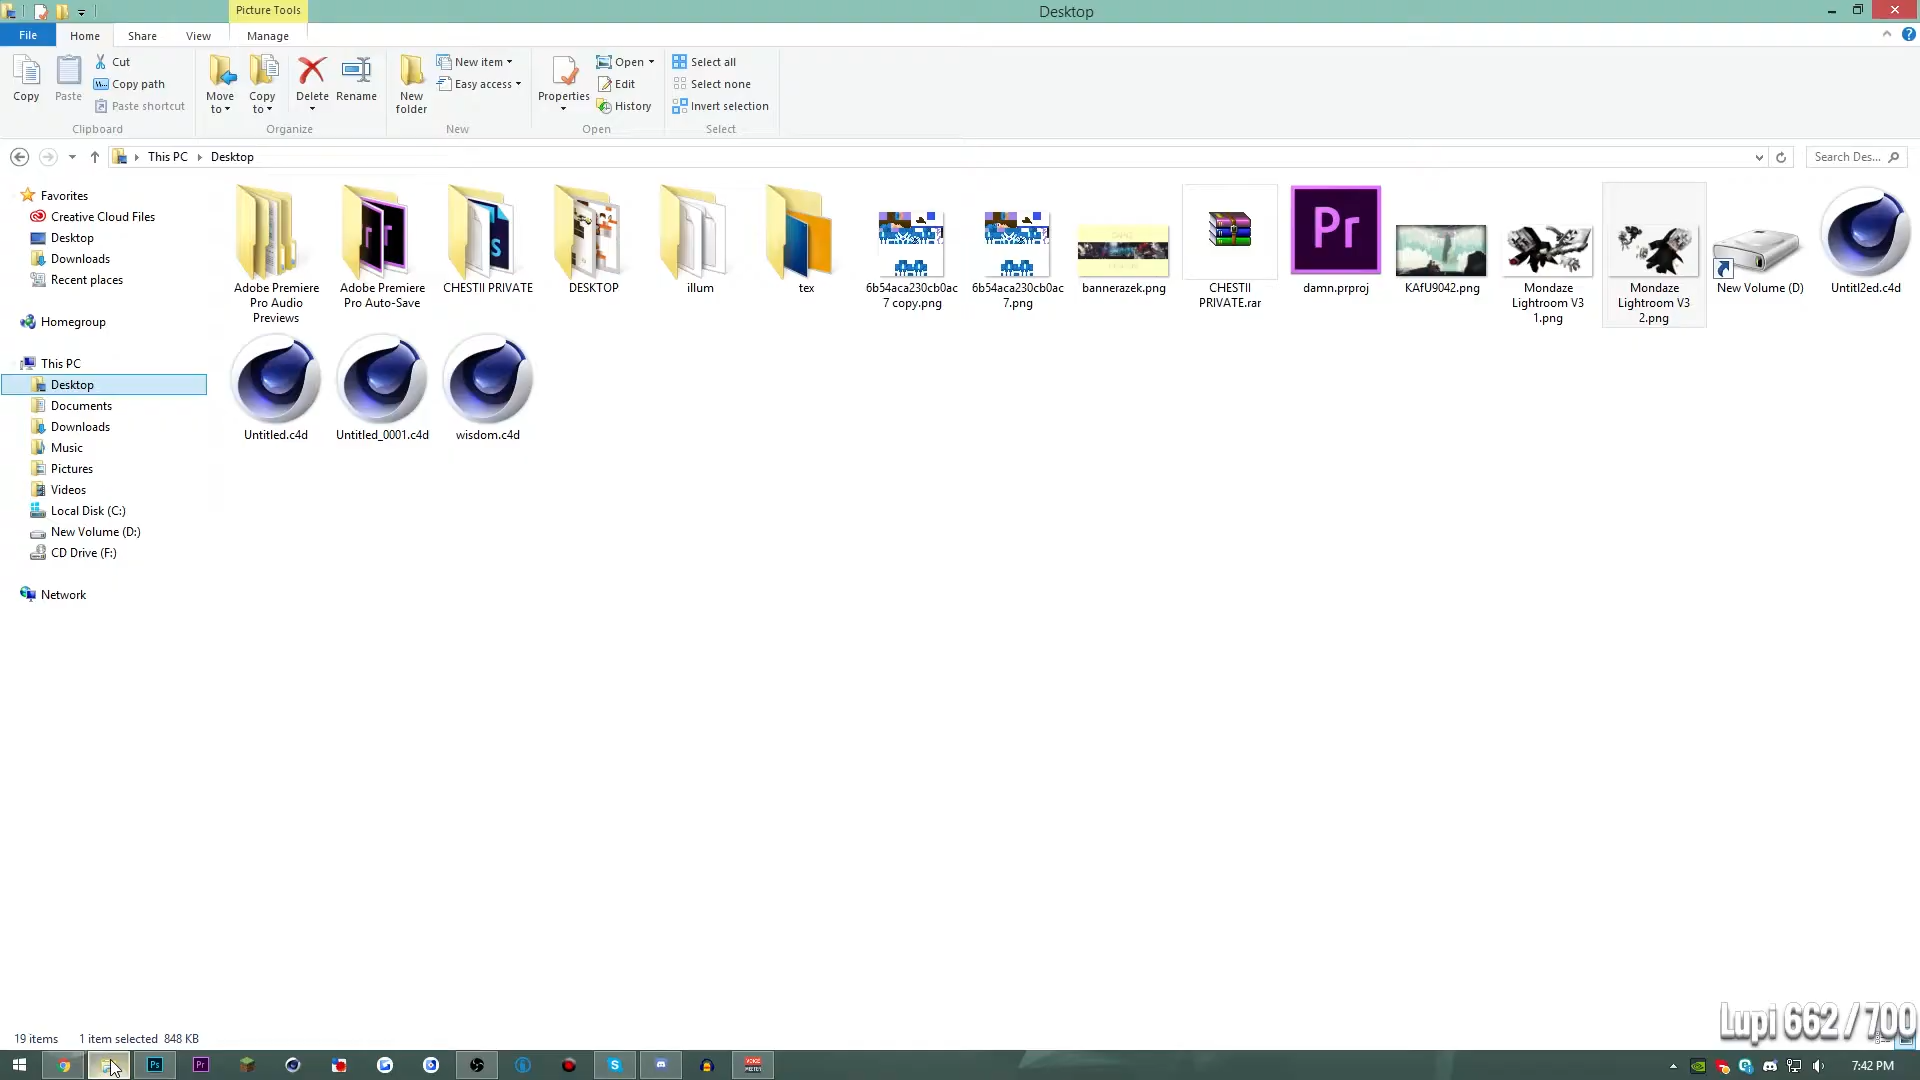 Picture Tools
Desktop
File Home Share View Manage
Copy
Paste
Cut
Copy path
Paste shortcut
Clipboard
Move to
Copy to
Delete
Rename
Organize
New folder
New item
Easy access
New
Properties
Open
Edit
History
Open
Select all
Select none
Invert selection
Select
This PC Desktop
Search Des...
Favorites
Creative Cloud Files
Desktop
Downloads
Recent places
Homegroup
This PC
Desktop
Documents
Downloads
Music
Pictures
Videos
Local Disk (C:)
New Volume (D:)
CD Drive (F:)
Network
Adobe Premiere
Pro Audio
Previews
Adobe Premiere
Pro Auto-Save
CHESTII PRIVATE
DESKTOP
illum
tex
6b54aca230cb0ac
7 copy.png
6b54aca230cb0ac
7.png
bannerazek.png
CHESTII
PRIVATE.rar
Pr
damn.prproj
KAfU9042.png
Mondaze
Lightroom V3
1.png
Mondaze
Lightroom V3
2.png
New Volume (D)
Untitl2ed.c4d
Untitled.c4d
Untitled_0001.c4d
wisdom.c4d
19 items 1 item selected 848 KB
Lupi 662 / 700
Ps
Pr
7:42 PM